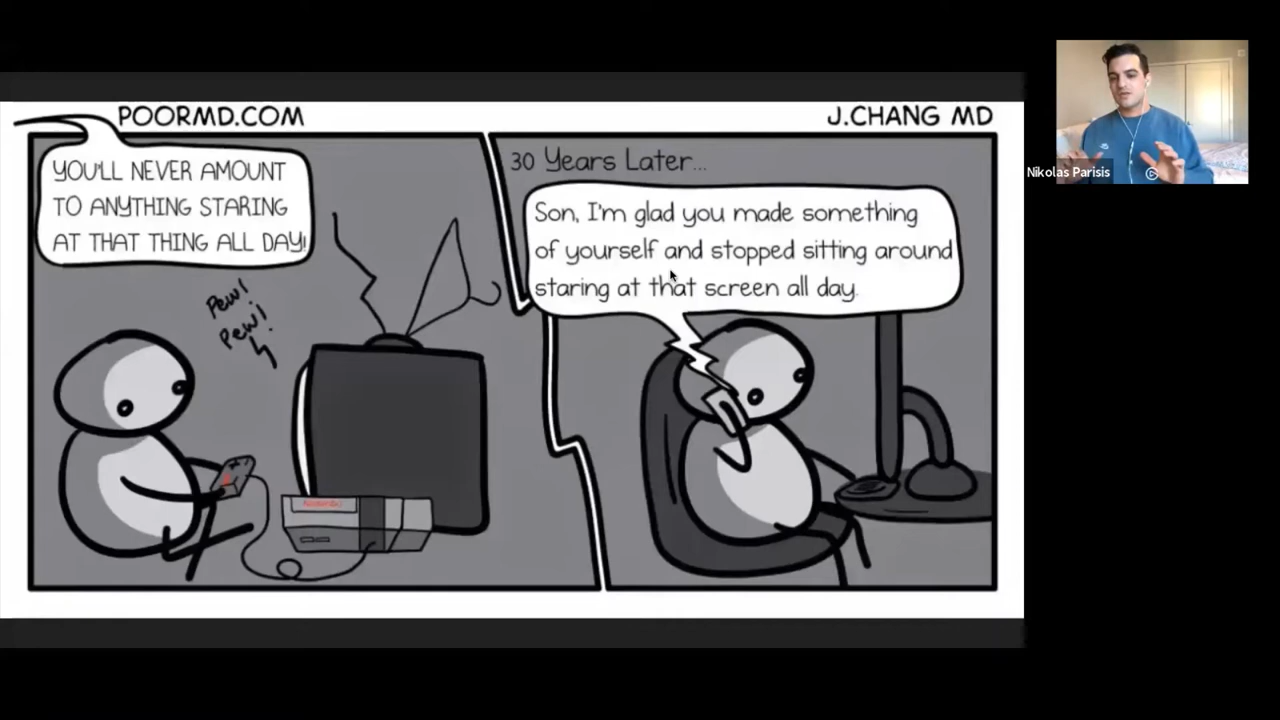 POORMD.COM
J.CHANG MD
YOU'LL NEVER AMOUNT
TO ANYTHING STARING
AT THAT THING ALL DAY!
Pew!
Pew!
30 Years Later...
Son, I'm glad you made something
of yourself and stopped sitting around
staring at that screen all day.
Nintendo
Nikolas Parisis